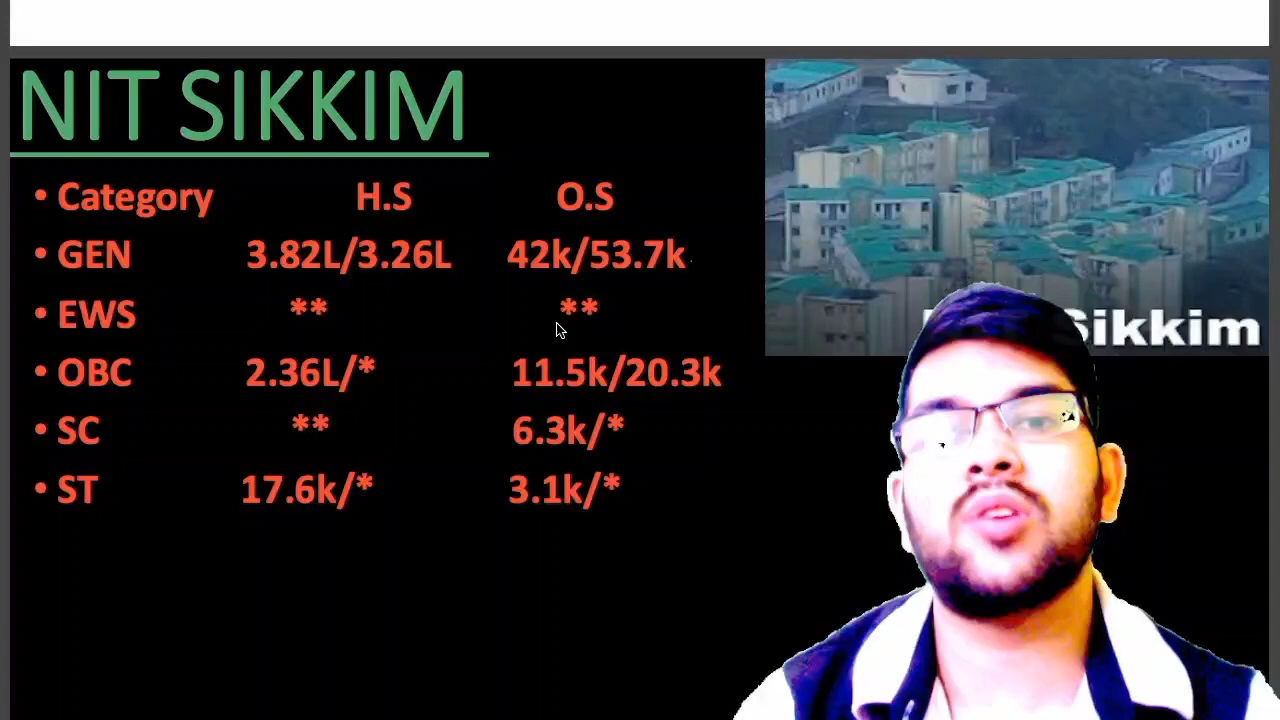 NIT SIKKIM
• Category H.S O.S
• GEN 3.82L/3.26L 42k/53.7k
• EWS ** **
• OBC 2.36L/* 11.5k/20.3k
• SC ** 6.3k/*
• ST 17.6k/* 3.1k/*
Sikkim